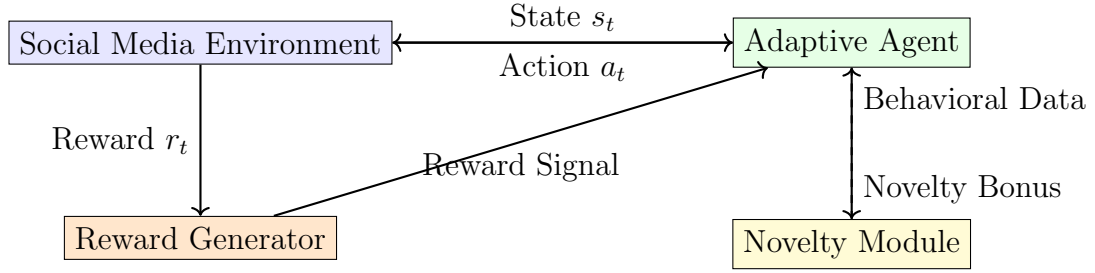 State s_t
Social Media Environment
Adaptive Agent
Action a_t
Behavioral Data
Reward r_t
Reward Signal
Novelty Bonus
Reward Generator
Novelty Module